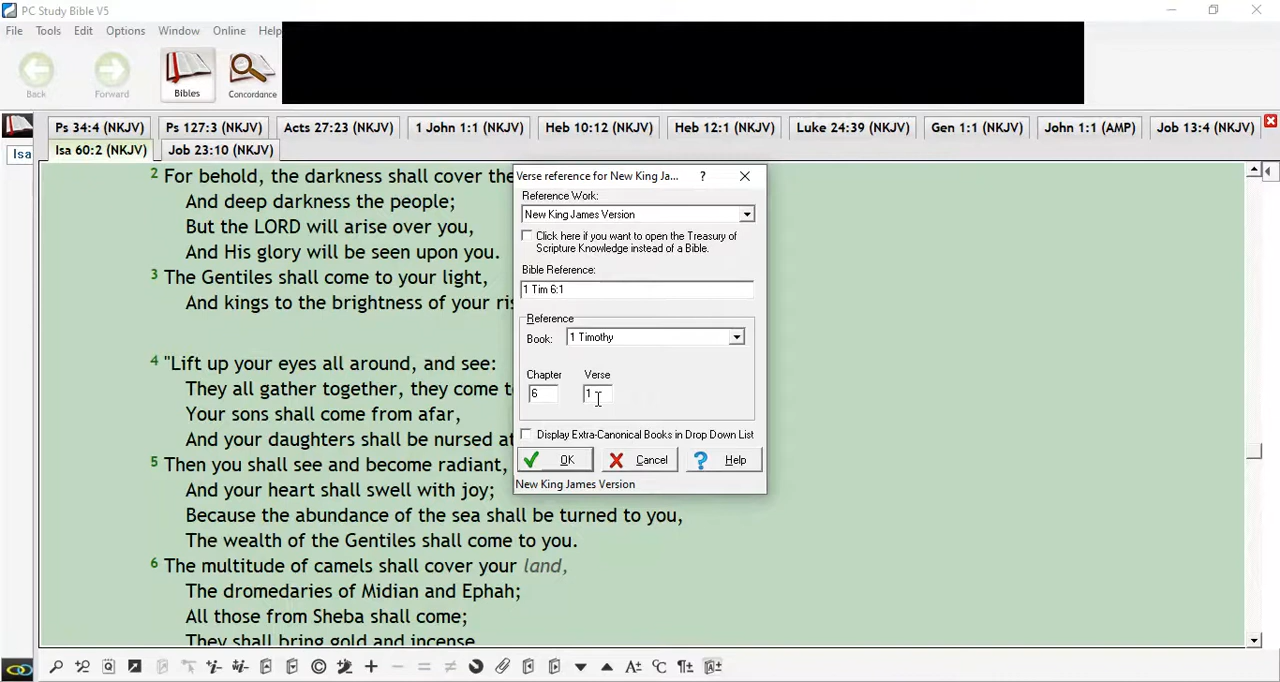 PC Study Bible V5
File Tools Edit Options Window Online Help
Back Forward Bibles Concordance
Ps 34:4 (NKJV) Ps 127:3 (NKJV) Acts 27:23 (NKJV) 1 John 1:1 (NKJV) Heb 10:12 (NKJV) Heb 12:1 (NKJV) Luke 24:39 (NKJV) Gen 1:1 (NKJV) John 1:1 (AMP) Job 13:4 (NKJV)
Isa Isa 60:2 (NKJV) Job 23:10 (NKJV)
2 For behold, the darkness shall cover the
And deep darkness the people;
But the LORD will arise over you,
And His glory will be seen upon you.
3 The Gentiles shall come to your light,
And kings to the brightness of your
4 "Lift up your eyes all around, and see:
They all gather together, they come
Your sons shall come from afar,
And your daughters shall be nursed
5 Then you shall see and become radiant,
And your heart shall swell with joy;
Because the abundance of the sea shall be turned to you,
The wealth of the Gentiles shall come to you.
6 The multitude of camels shall cover your land,
The dromedaries of Midian and Ephah;
All those from Sheba shall come;
They shall bring gold and incense
Verse reference for New King Ja... ?
Reference Work:
New King James Version
Click here if you want to open the Treasury of
Scripture Knowledge instead of a Bible.
Bible Reference:
1 Tim 6:1
Reference
Book: 1 Timothy
Chapter Verse
6 1
Display Extra-Canonical Books in Drop Down List
OK Cancel ? Help
New King James Version